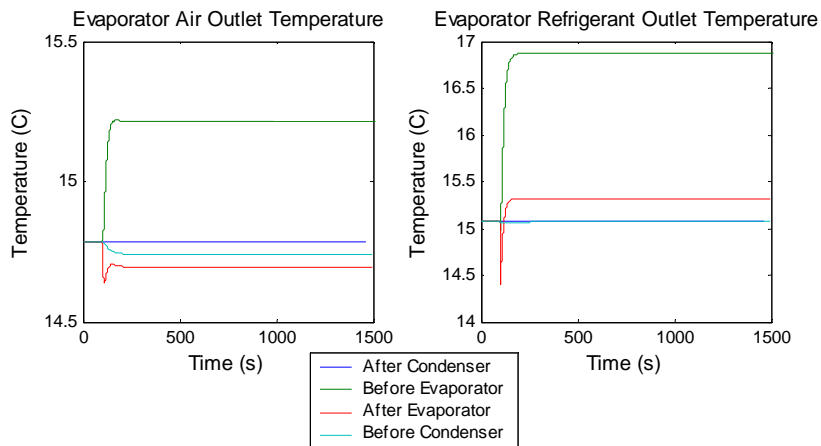 Evaporator Air Outlet Temperature
15.5
15
14.5
Temperature (C)
0
500
1000
1500
Time (s)
Evaporator Refrigerant Outlet Temperature
17
16.5
16
15.5
15
14.5
14
Temperature (C)
0
500
1000
1500
Time (s)
After Condenser
Before Evaporator
After Evaporator
Before Condenser